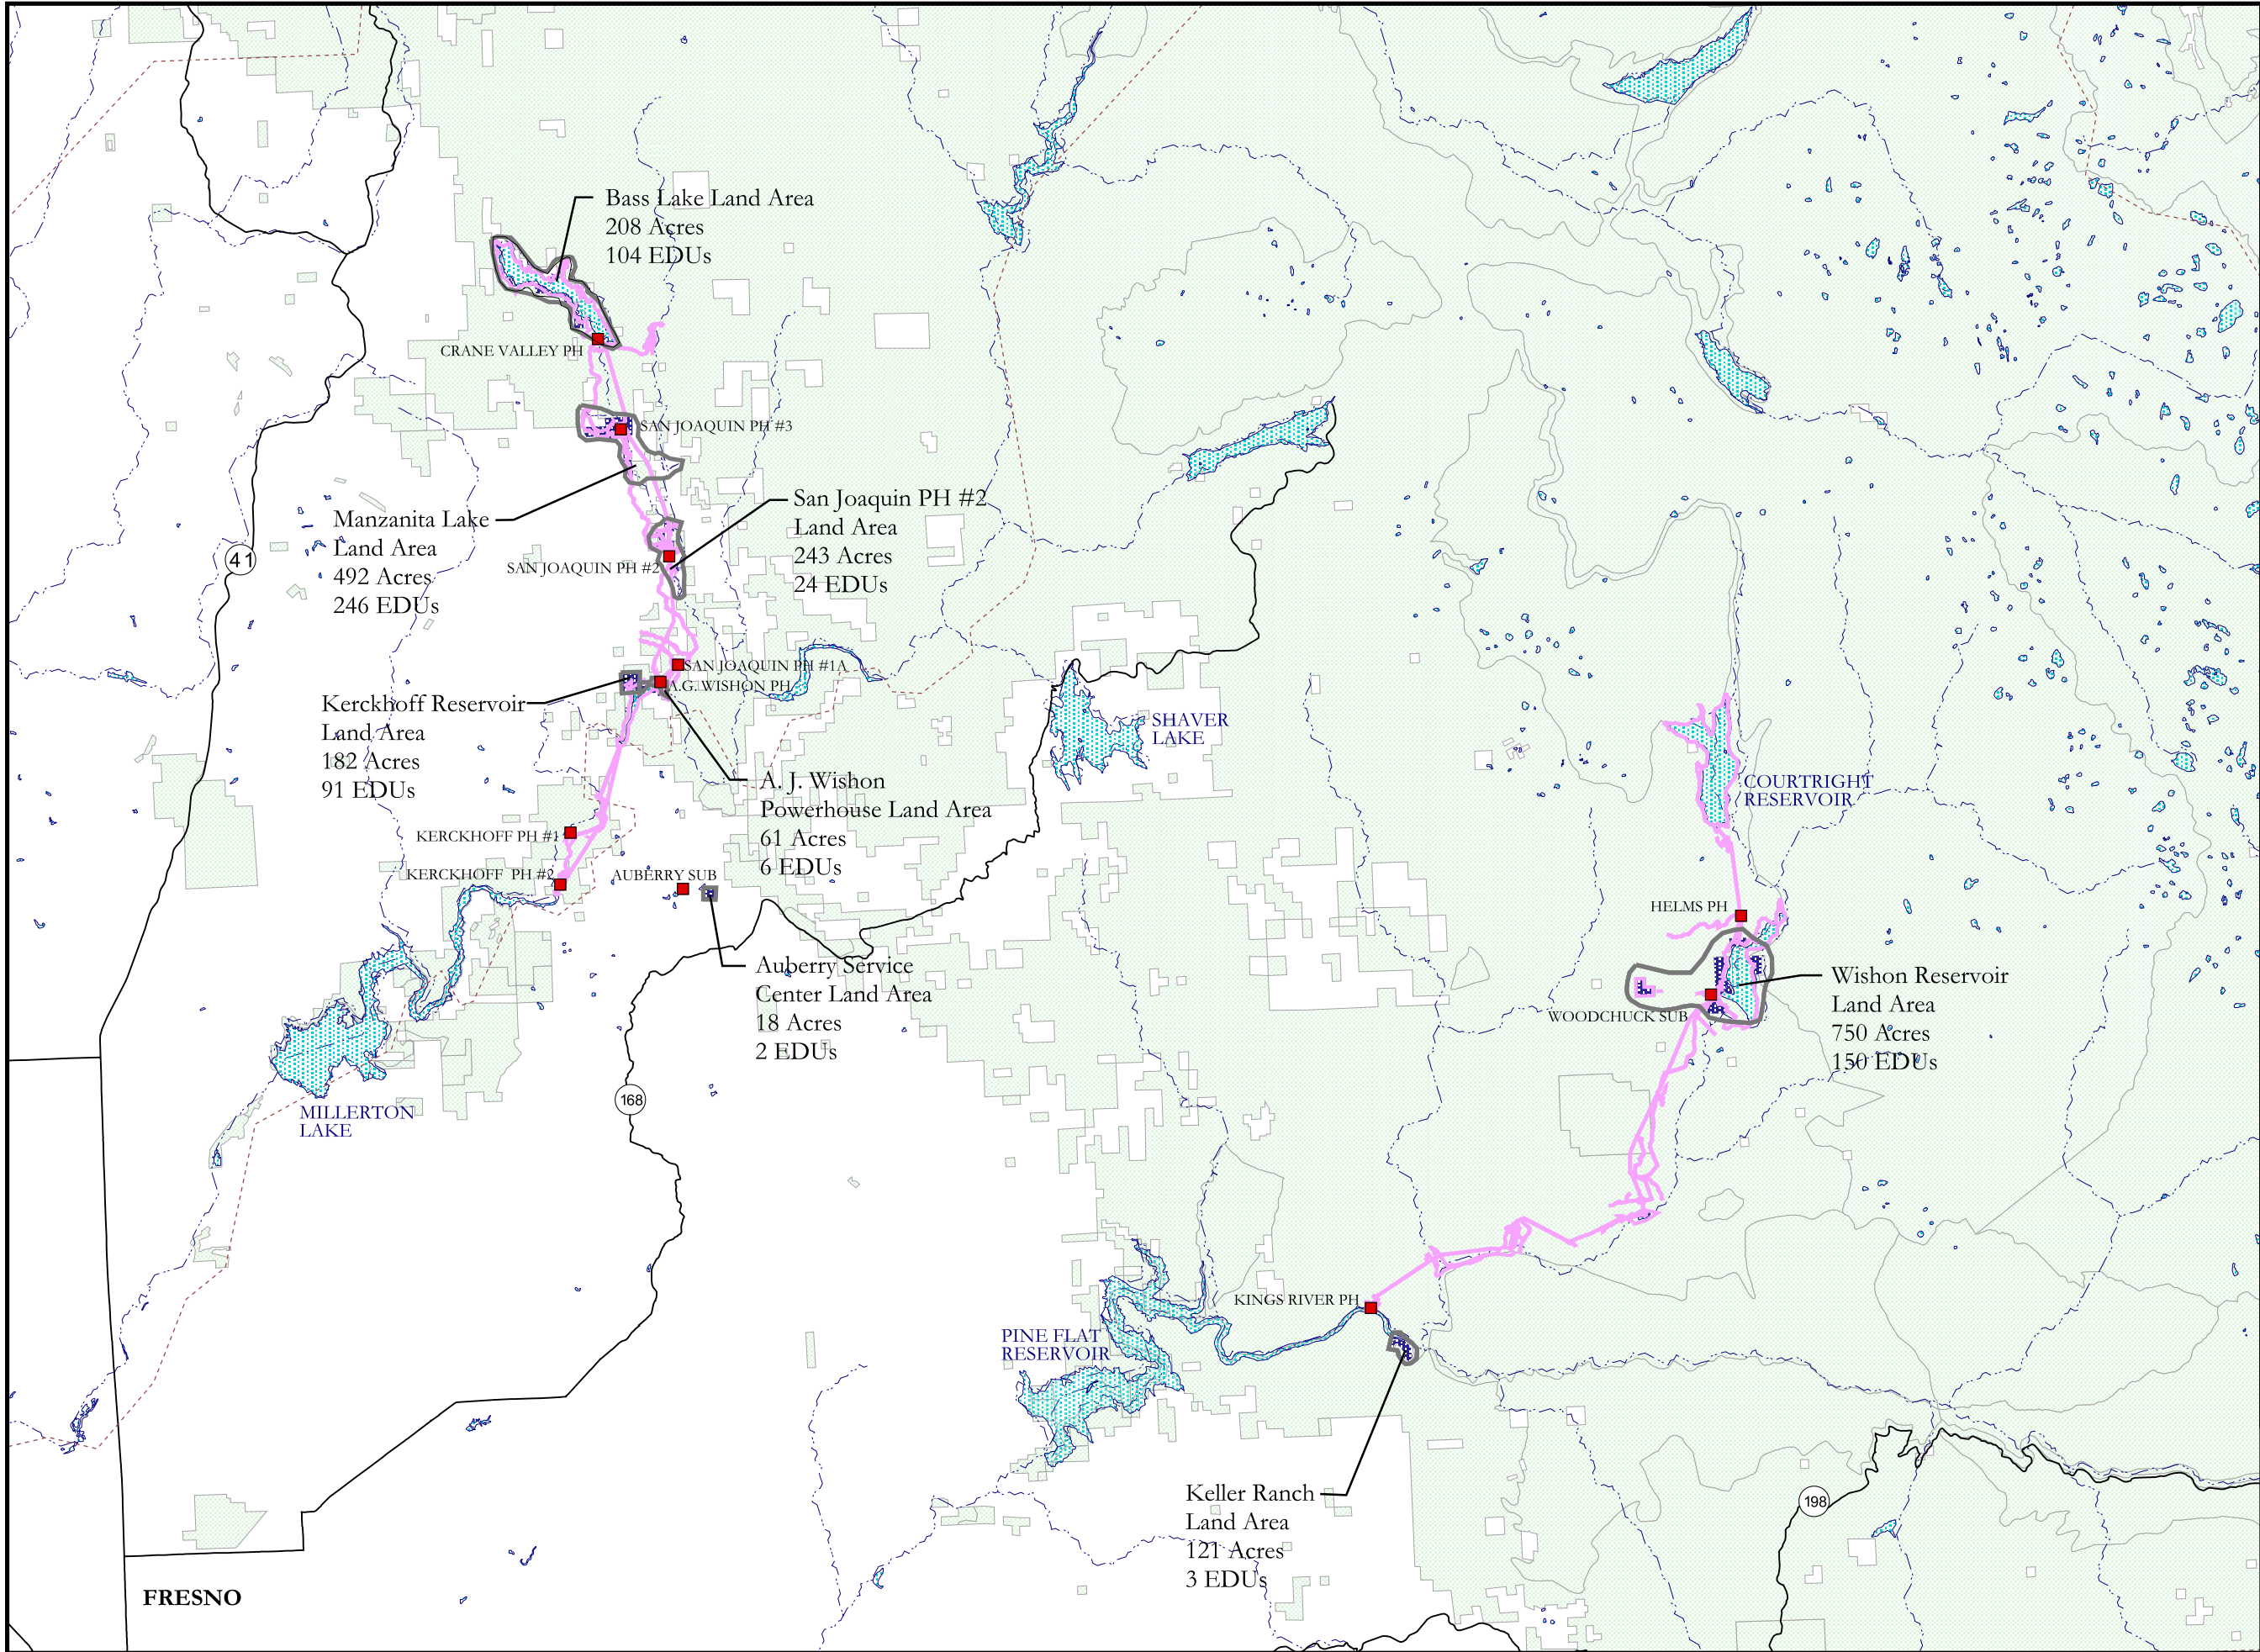 Bass Lake Land Area
208 Acres
104 EDUs
CRANE VALLEY PH
SAN JOAQUIN PH #3
Manzanita Lake
Land Area
492 Acres
246 EDUs
San Joaquin PH #2
Land Area
243 Acres
24 EDUs
41
SAN JOAQUIN PH #2
SAN JOAQUIN PH #1A
A.G. WISHON PH
Kerckhoff Reservoir
Land Area
182 Acres
91 EDUs
SHAVER
LAKE
A. J. Wishon
Powerhouse Land Area
61 Acres
6 EDUs
COURTRIGHT
RESERVOIR
KERCKHOFF PH #1
KERCKHOFF PH #2
AUBERRY SUB
HELMS PH
Auberry Service
Center Land Area
18 Acres
2 EDUs
Wishon Reservoir
Land Area
750 Acres
150 EDUs
WOODCHUCK SUB
168
MILLERTON
LAKE
KINGS RIVER PH
PINE FLAT
RESERVOIR
Keller Ranch
Land Area
121 Acres
3 EDUs
198
FRESNO